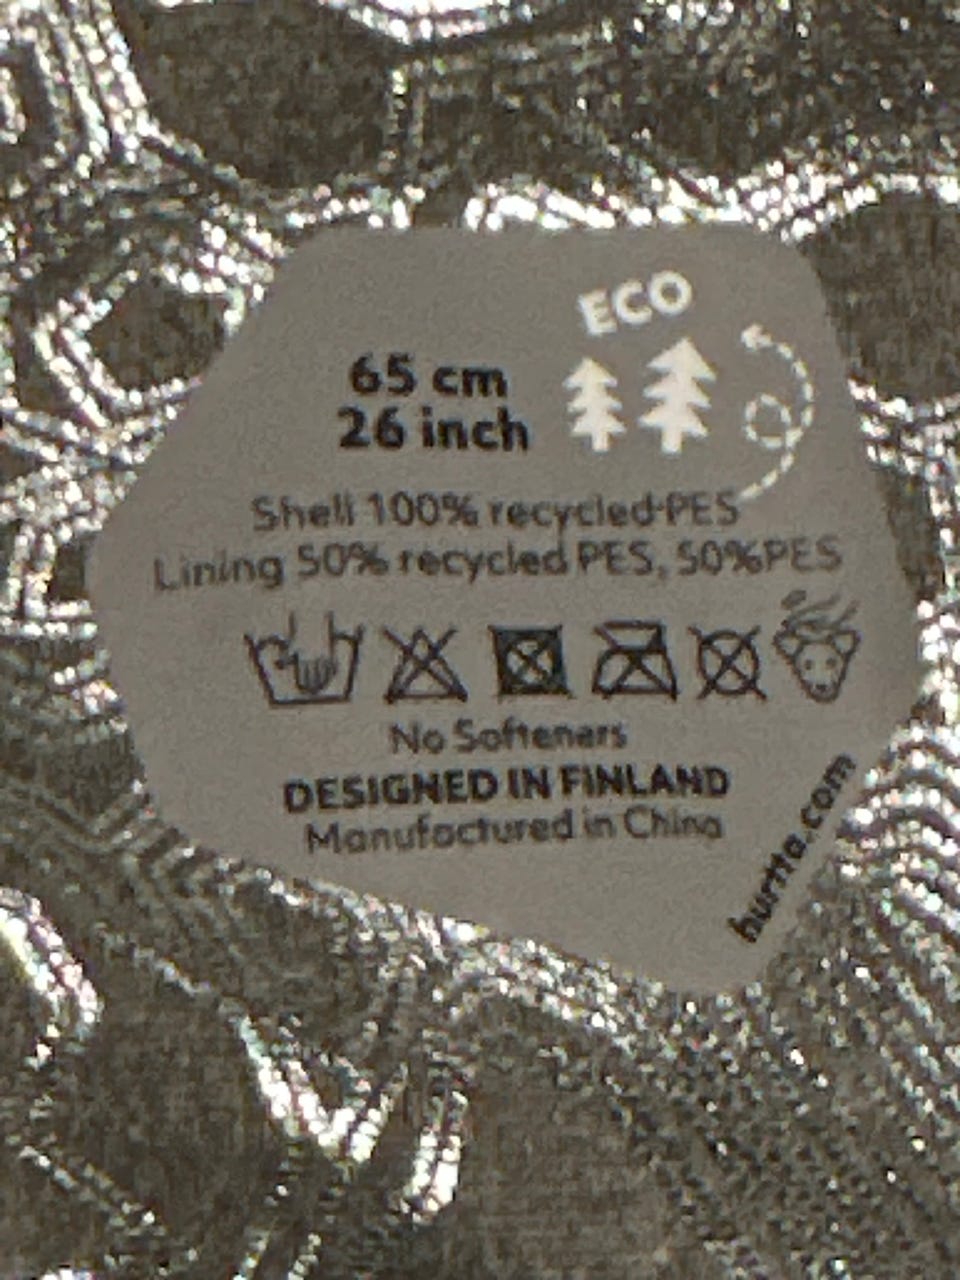 ECO
65 cm
26 inch
Shell 100% recycled PES
Lining 50% recycled PES, 50%PES
No Softeners
DESIGNED IN FINLAND
Manufactured in China
hurtta.com